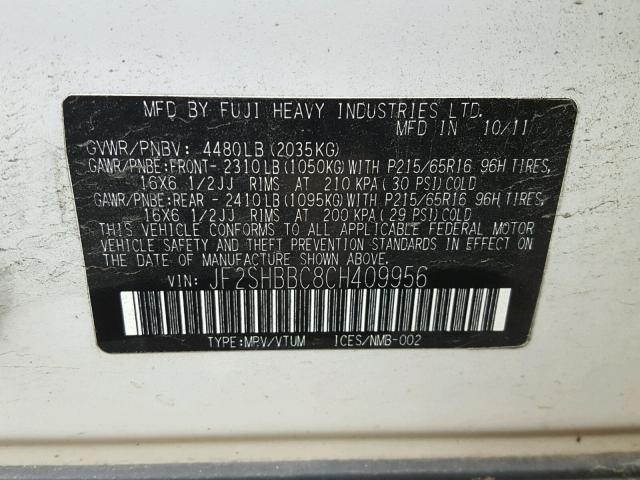 MFD BY FUJI HEAVY INDUSTRIES LTD.
MFD IN 10/11
GVWR/PNBV: 4480LB(2035KG)
GAWR/PNBE:FRONT-2310LB(1050KG)WITH P215/65R16 96H TIRES,
16X6 1/2JJ RIMS AT 210 KPA(30 PSI)COLD
GAWR/PNBE:REAR -2410LB(1095KG)WITH P215/65R16 96H TIRES,
16X6 1/2JJ RIMS AT 200 KPA(29 PSI)COLD
THIS VEHICLE CONFORMS TO ALL APPLICABLE FEDERAL MOTOR
VEHICLE SAFETY AND THEFT PREVENTION STANDARDS IN EFFECT
ON THE DATE OF MANUFACTURE SHOWN ABOVE.
VIN: JF2SHBBC8CH409956
TYPE:MPV/VTUM ICES/NMB-002